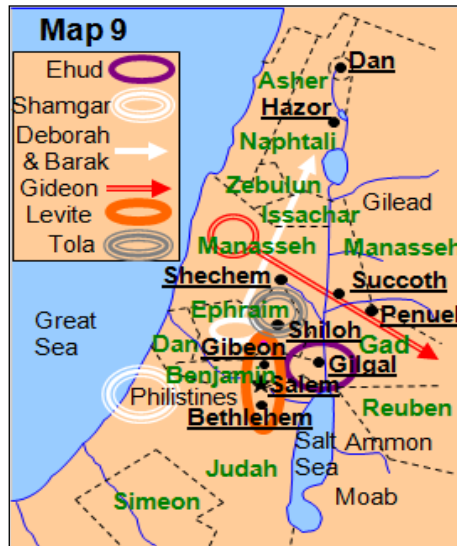 Map 9
Ehud
Shamgar
Deborah
& Barak
Gideon
Levite
Tola
Dan
Asher
Hazor
Naphtali
Zebulun
Issachar
Gilead
Manasseh
Manasseh
Shechem
Succoth
Ephraim
Penuel
Great
Sea
Shiloh
Dan
Gibeon
Gad
Gilgal
Benjamin
Salem
Philistines
Reuben
Bethlehem
Salt
Sea
Ammon
Judah
Moab
Simeon